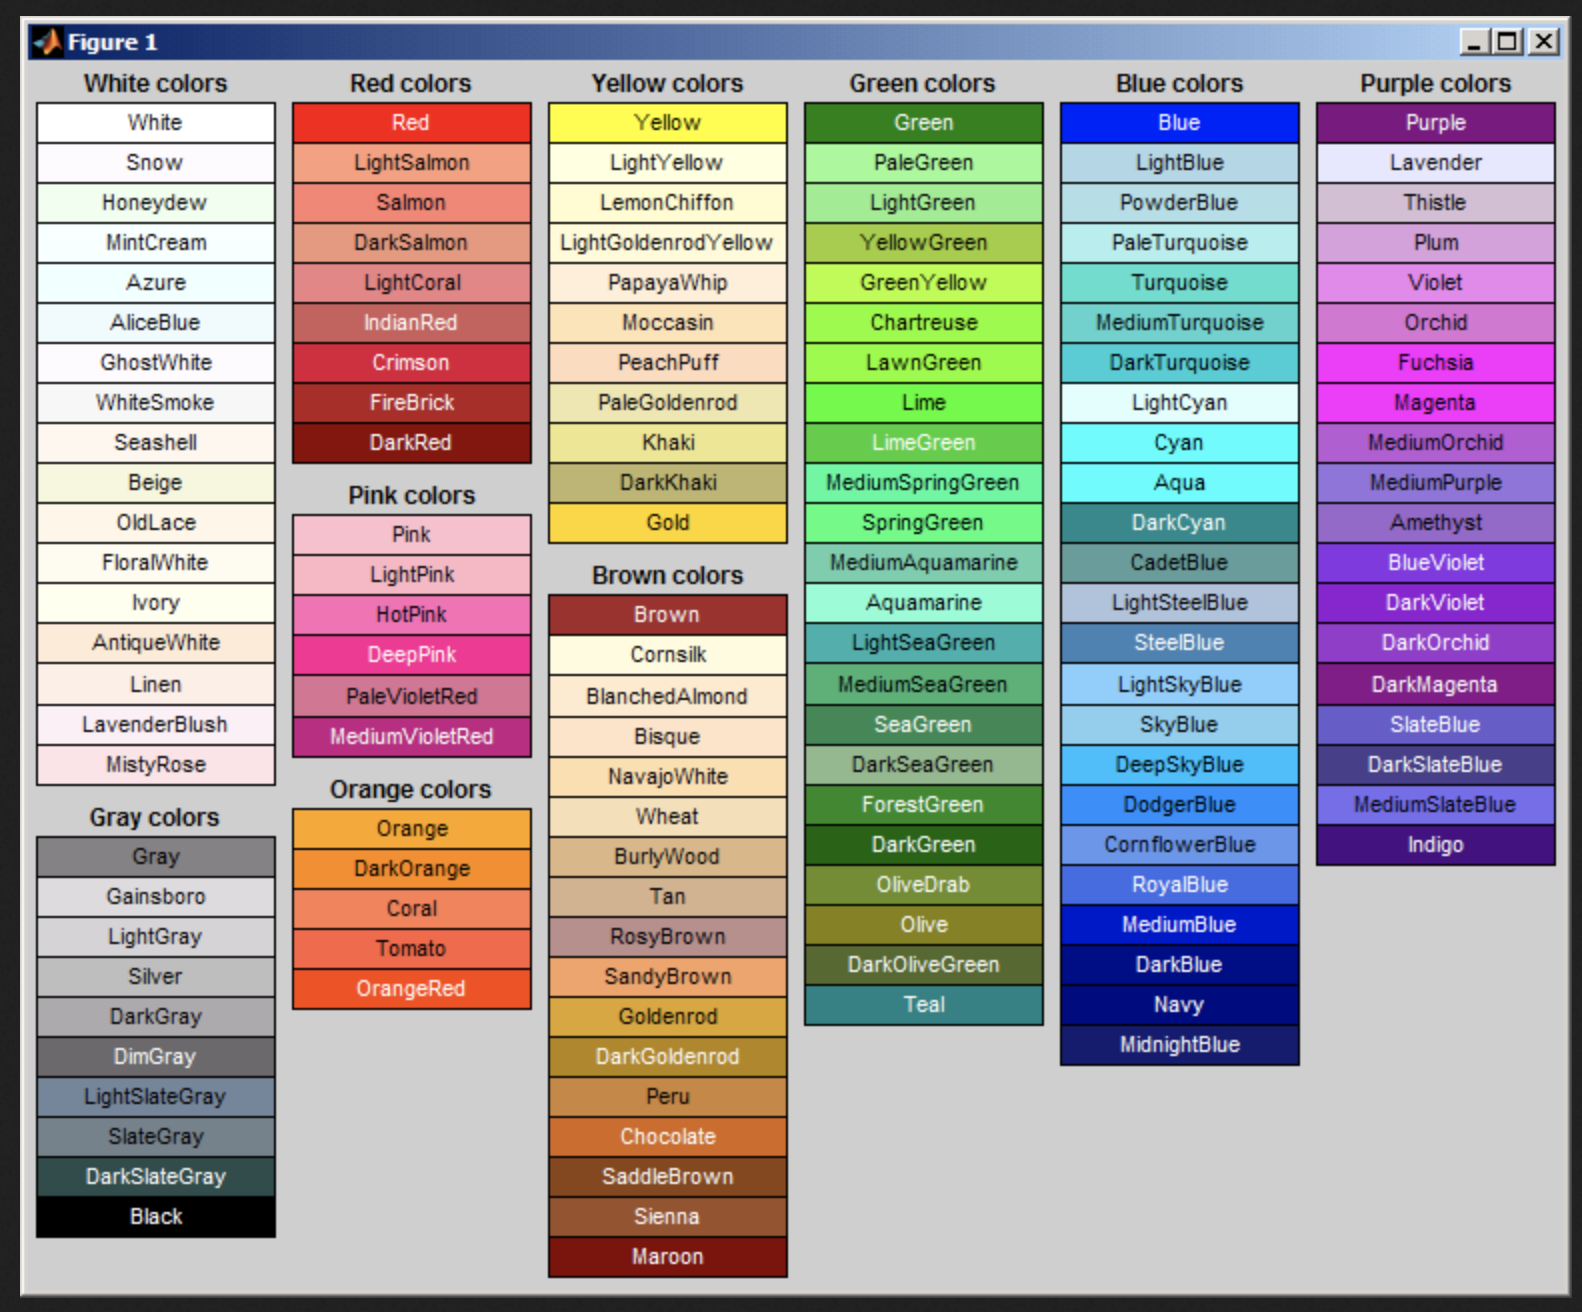 Figure 1
White colors
White
Snow
Honeydew
MintCream
Azure
AliceBlue
GhostWhite
WhiteSmoke
Seashell
Beige
OldLace
FloralWhite
Ivory
AntiqueWhite
Linen
LavenderBlush
MistyRose
Gray colors
Gray
Gainsboro
LightGray
Silver
DarkGray
DimGray
LightSlateGray
SlateGray
DarkSlateGray
Black
Red colors
Red
LightSalmon
Salmon
DarkSalmon
LightCoral
IndianRed
Crimson
FireBrick
DarkRed
Pink colors
Pink
LightPink
HotPink
DeepPink
PaleVioletRed
MediumVioletRed
Orange colors
Orange
DarkOrange
Coral
Tomato
OrangeRed
Yellow colors
Yellow
LightYellow
LemonChiffon
LightGoldenrodYellow
PapayaWhip
Moccasin
PeachPuff
PaleGoldenrod
Khaki
DarkKhaki
Gold
Brown colors
Brown
Cornsilk
BlanchedAlmond
Bisque
NavajoWhite
Wheat
BurlyWood
Tan
RosyBrown
SandyBrown
Goldenrod
DarkGoldenrod
Peru
Chocolate
SaddleBrown
Sienna
Maroon
Green colors
Green
PaleGreen
LightGreen
YellowGreen
GreenYellow
Chartreuse
LawnGreen
Lime
LimeGreen
MediumSpringGreen
SpringGreen
MediumAquamarine
Aquamarine
LightSeaGreen
MediumSeaGreen
SeaGreen
DarkSeaGreen
ForestGreen
DarkGreen
OliveDrab
Olive
DarkOliveGreen
Teal
Blue colors
Blue
LightBlue
PowderBlue
PaleTurquoise
Turquoise
MediumTurquoise
DarkTurquoise
LightCyan
Cyan
Aqua
DarkCyan
CadetBlue
LightSteelBlue
SteelBlue
LightSkyBlue
SkyBlue
DeepSkyBlue
DodgerBlue
CornflowerBlue
RoyalBlue
MediumBlue
DarkBlue
Navy
MidnightBlue
Purple colors
Purple
Lavender
Thistle
Plum
Violet
Orchid
Fuchsia
Magenta
MediumOrchid
MediumPurple
Amethyst
BlueViolet
DarkViolet
DarkOrchid
DarkMagenta
SlateBlue
DarkSlateBlue
MediumSlateBlue
Indigo